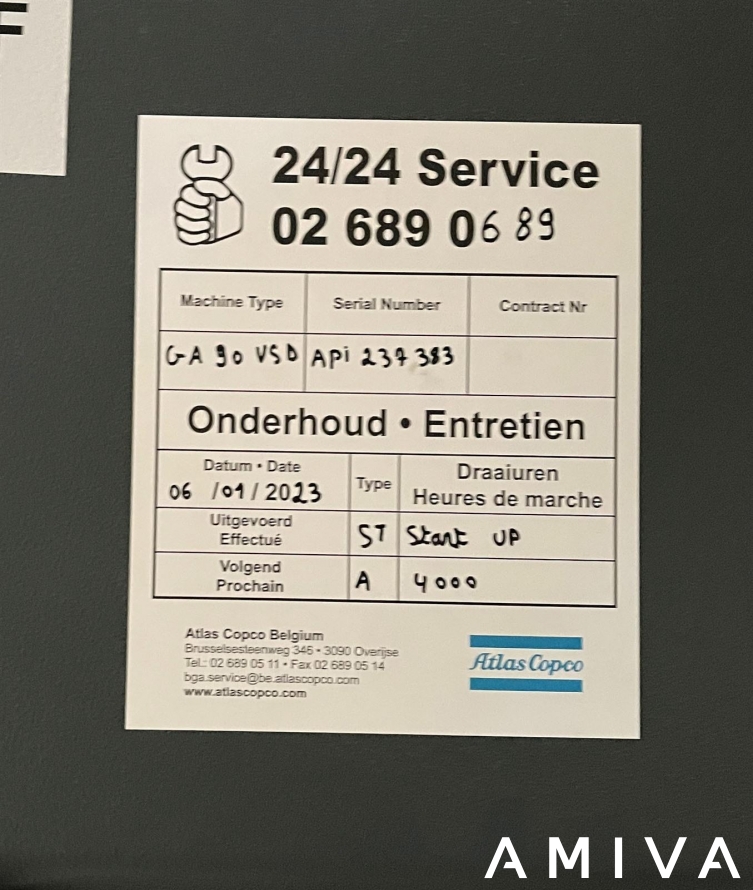 F
24/24 Service
02 689 0689
Machine Type Serial Number Contract Nr
GA 90 VSD APi 237383
Onderhoud • Entretien
Datum • Date
06 /01/2023
Type
Draaiuren
Heures de marche
Uitgevoerd
Effectué
ST Start UP
Volgend
Prochain
A 4000
Atlas Copco Belgium
Brusselsesteenweg 346 • 3090 Overijse
Tel.: 02 689 05 11 • Fax 02 689 05 14
bga.service@be.atlascopco.com
www.atlascopco.com
Atlas Copco
AMIVA